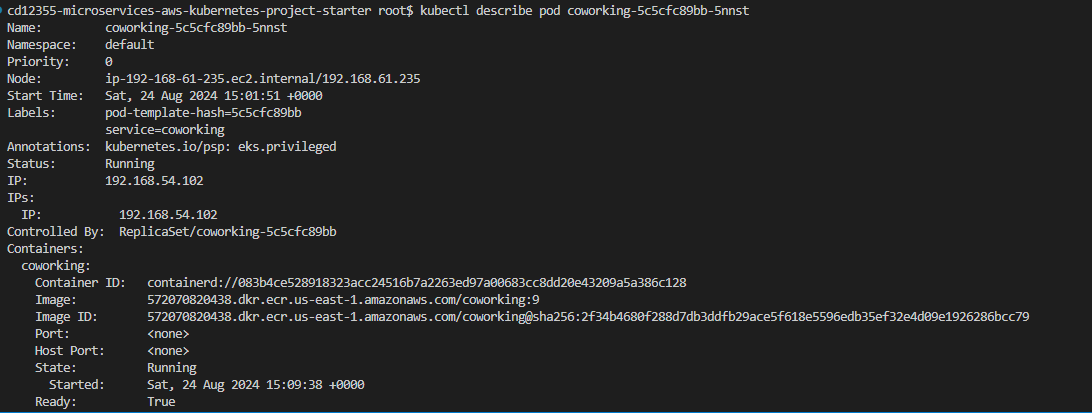 cd12355-microservices-aws-kubernetes-project-starter root$ kubectl describe pod coworking-5c5cfc89bb-5nnst
Name:             coworking-5c5cfc89bb-5nnst
Namespace:        default
Priority:         0
Node:             ip-192-168-61-235.ec2.internal/192.168.61.235
Start Time:       Sat, 24 Aug 2024 15:01:51 +0000
Labels:           pod-template-hash=5c5cfc89bb
                  service=coworking
Annotations:      kubernetes.io/psp: eks.privileged
Status:           Running
IP:               192.168.54.102
IPs:
  IP:           192.168.54.102
Controlled By:  ReplicaSet/coworking-5c5cfc89bb
Containers:
  coworking:
    Container ID:   containerd://083b4ce528918323acc24516b7a2263ed97a00683cc8dd20e43209a5a386c128
    Image:          572070820438.dkr.ecr.us-east-1.amazonaws.com/coworking:9
    Image ID:       572070820438.dkr.ecr.us-east-1.amazonaws.com/coworking@sha256:2f34b4680f288d7db3ddfb29ace5f618e5596edb35ef32e4d09e1926286bcc79
    Port:           <none>
    Host Port:      <none>
    State:          Running
      Started:      Sat, 24 Aug 2024 15:09:38 +0000
    Ready:          True